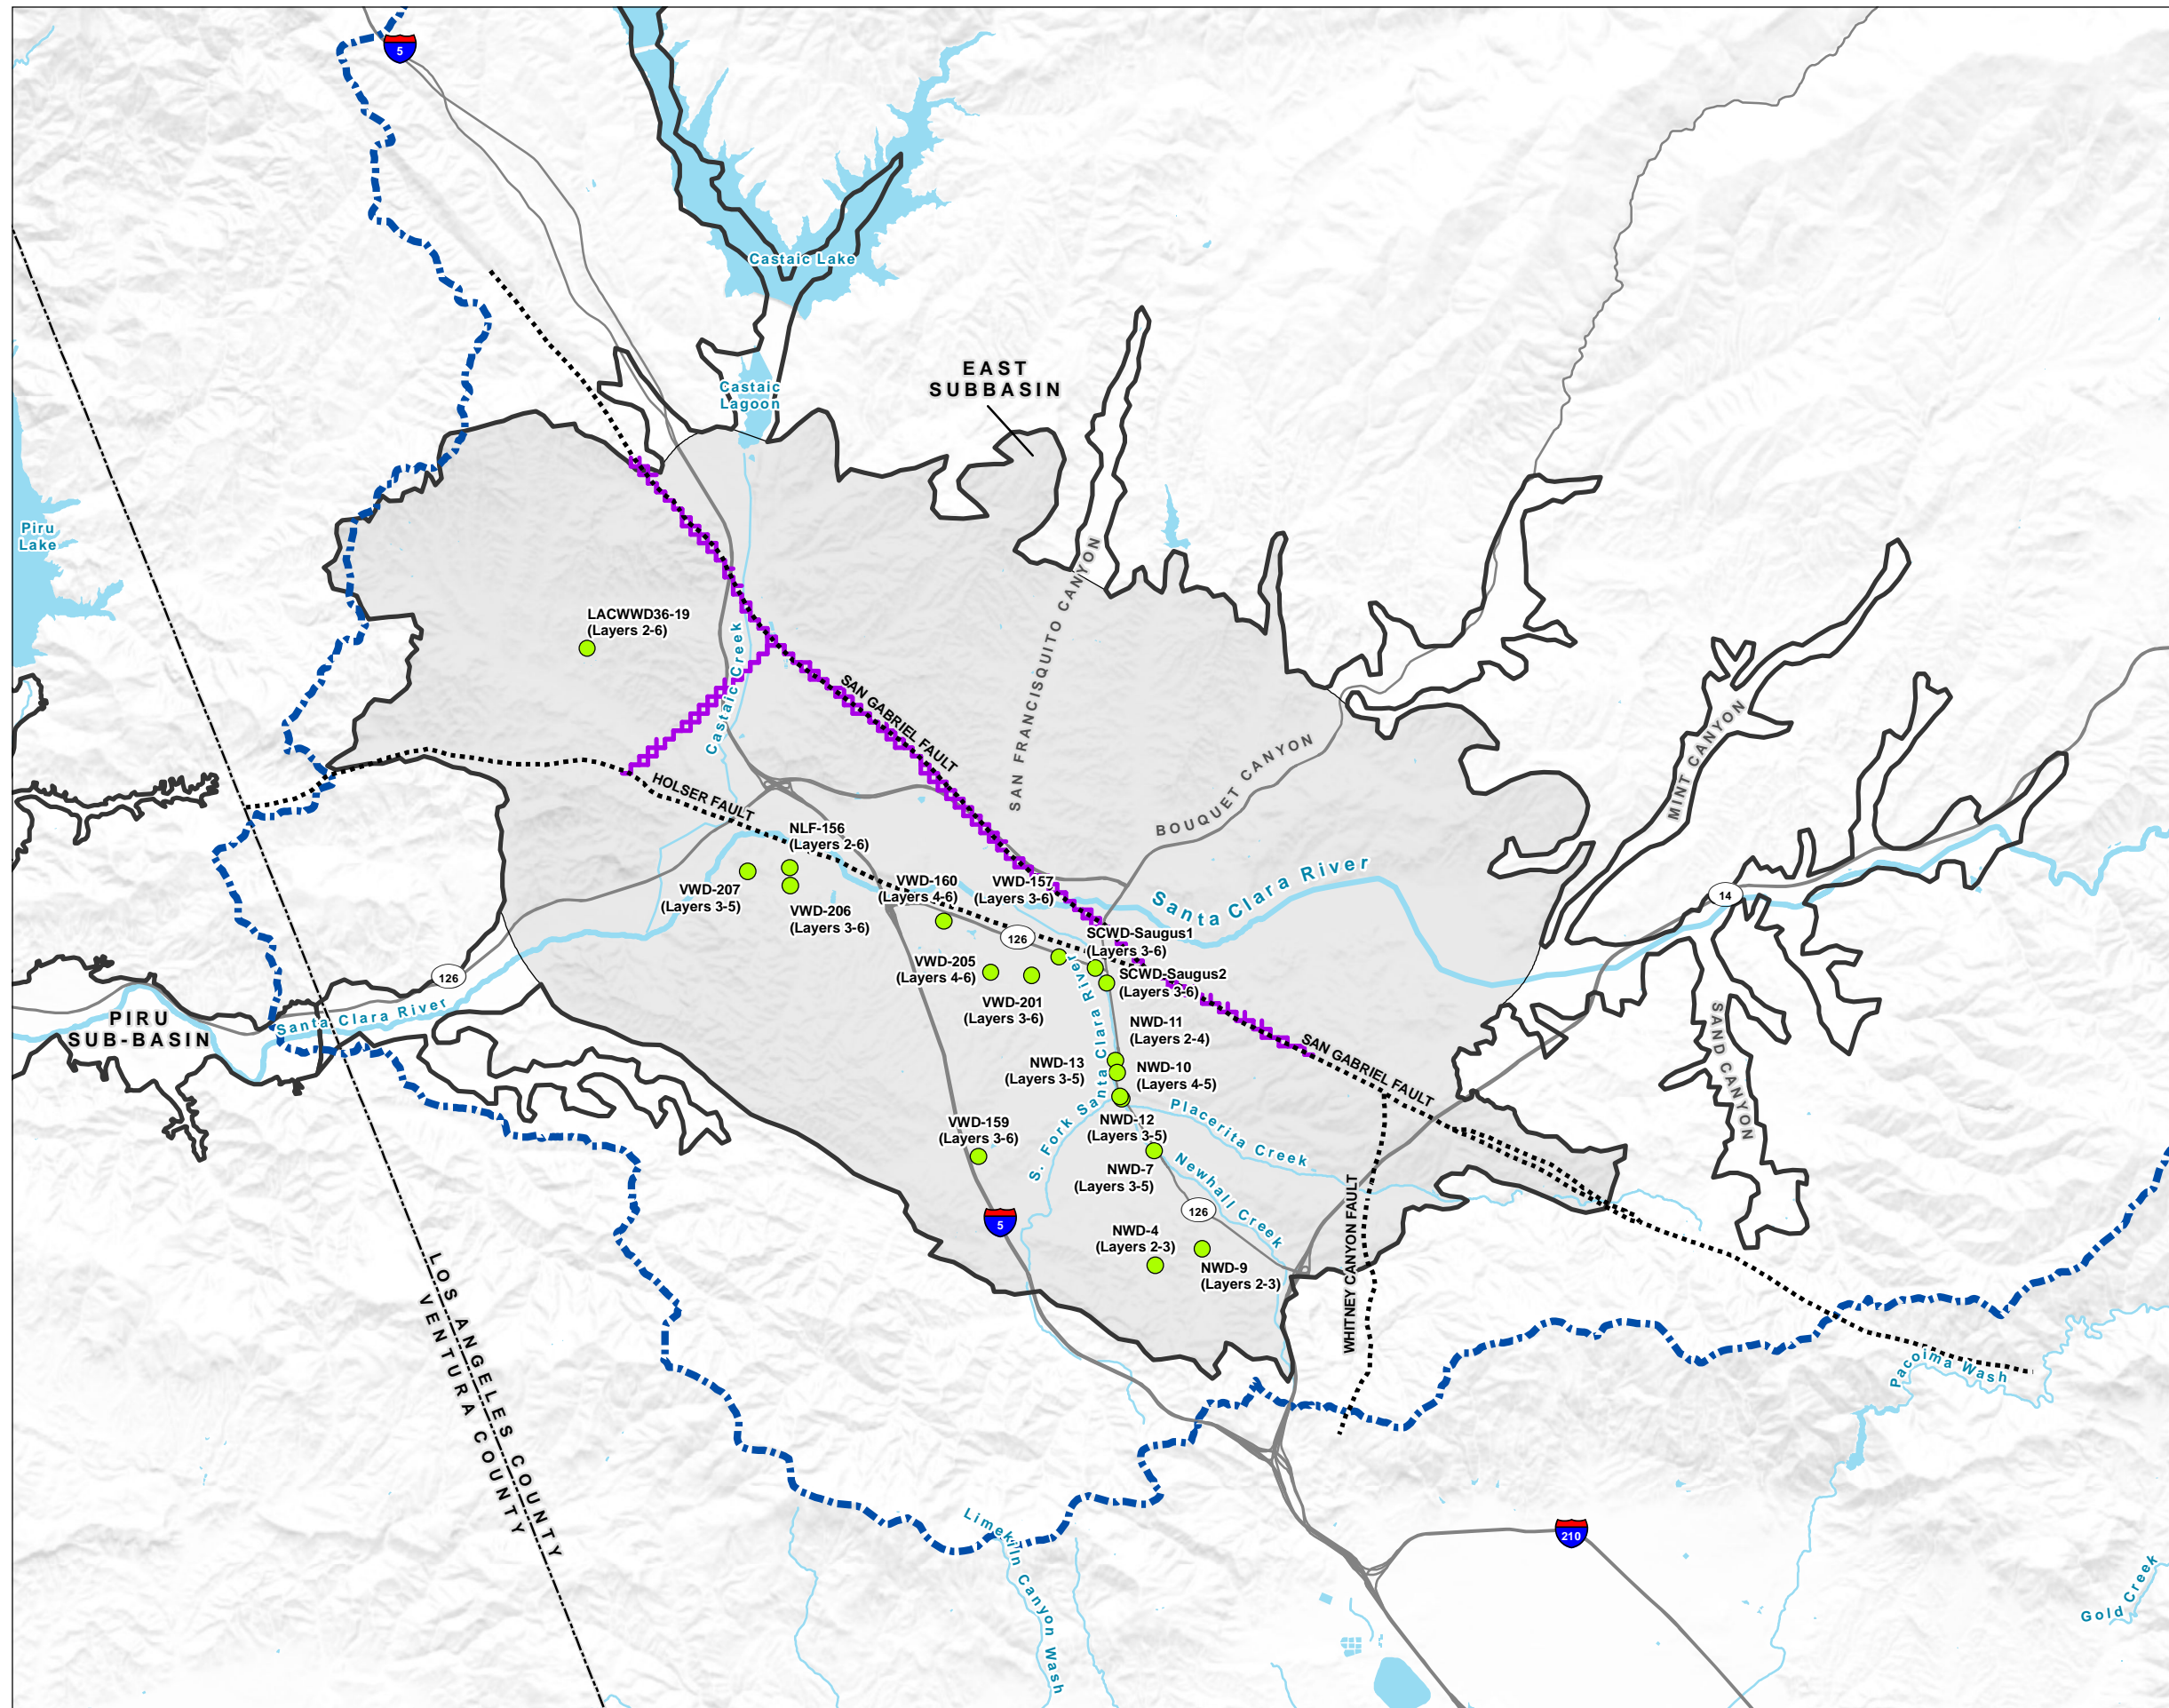 5
Castaic Lake
EAST
SUBBASIN
Castaic
Lagoon
Piru
Lake
SAN FRANCISQUITO CANYON
LACWWD36-19
(Layers 2-6)
Castaic Creek
SAN GABRIEL FAULT
MINT CANYON
BOUQUET CANYON
HOLSER FAULT
NLF-156
(Layers 2-6)
VWD-207
(Layers 3-5)
VWD-206
(Layers 3-6)
VWD-160
(Layers 4-6)
VWD-157
(Layers 3-6)
Santa Clara River
14
126
SCWD-Saugus1
(Layers 3-6)
VWD-205
(Layers 4-6)
SCWD-Saugus2
(Layers 3-6)
126
VWD-201
(Layers 3-6)
PIRU
SUB-BASIN
Santa Clara River
NWD-11
(Layers 2-4)
SAND CANYON
SAN GABRIEL FAULT
NWD-13
(Layers 3-5)
NWD-10
(Layers 4-5)
S. Fork Santa Clara River
Placerita Creek
VWD-159
(Layers 3-6)
NWD-12
(Layers 3-5)
NWD-7
(Layers 3-5)
Newhall Creek
WHITNEY CANYON FAULT
5
126
NWD-4
(Layers 2-3)
NWD-9
(Layers 2-3)
LOS ANGELES COUNTY
VENTURA COUNTY
Pacoima Wash
Limekiln Canyon Wash
210
Gold Creek